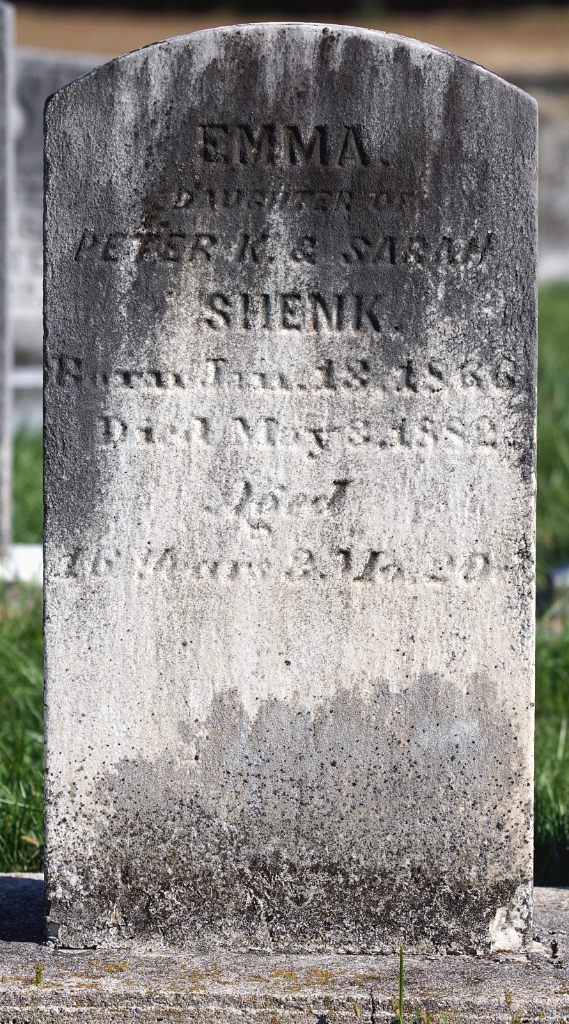 EMMA.
DAUGHTER OF
PETER K. & SARAH
SHENK.
Born Jan. 13. 1866
Died May 3. 1882.
Aged
16 Years 3 Mo. 20 D.